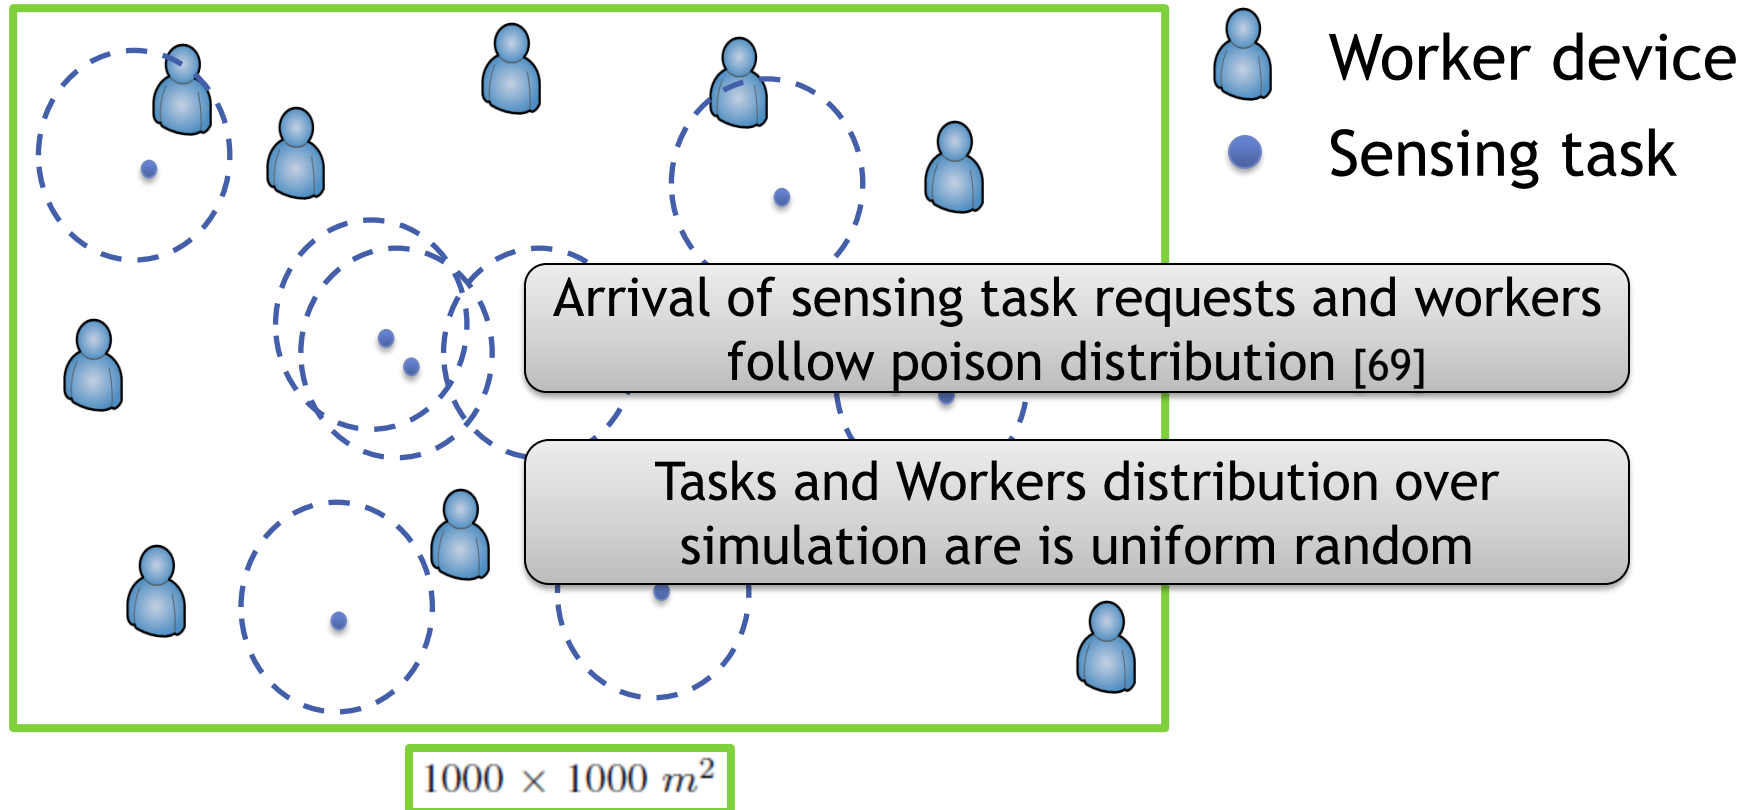 Worker device
Sensing task
Arrival of sensing task requests and workers
follow poison distribution [69]
Tasks and Workers distribution over
simulation are is uniform random
1000 × 1000 m²